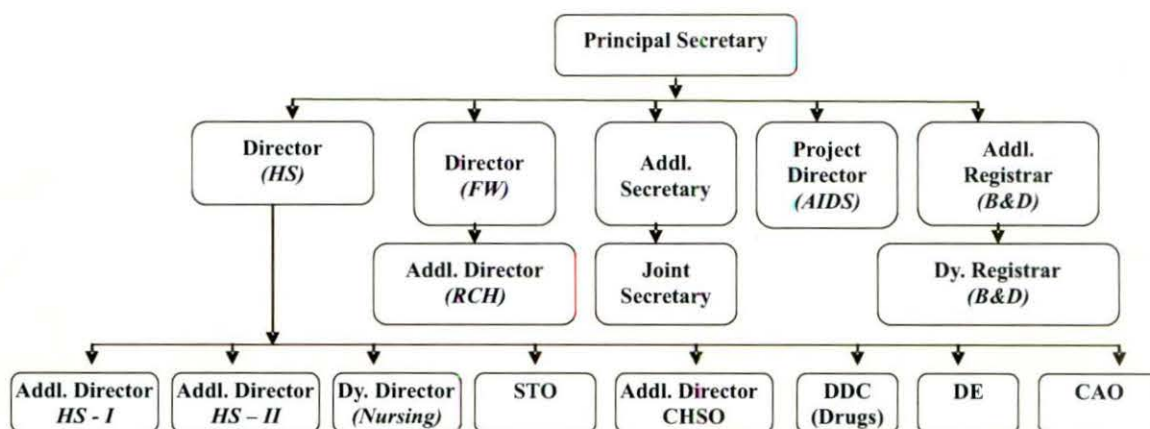 Principal Secretary
Director
(HS)
Director
(FW)
Addl.
Secretary
Project
Director
(AIDS)
Addl.
Registrar
(B&D)
Addl. Director
(RCH)
Joint
Secretary
Dy. Registrar
(B&D)
Addl. Director
HS - I
Addl. Director
HS – II
Dy. Director
(Nursing)
STO
Addl. Director
CHSO
DDC
(Drugs)
DE
CAO